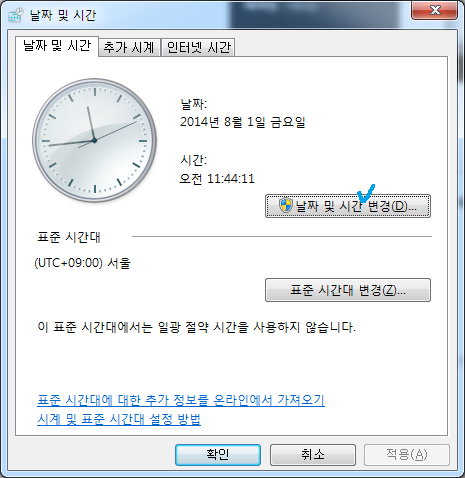 날짜 및 시간
날짜 및 시간 추가 시계 인터넷 시간
날짜:
2014년 8월 1일 금요일
시간:
오전 11:44:11
날짜 및 시간 변경(D)...
표준 시간대
(UTC+09:00) 서울
표준 시간대 변경(Z)...
이 표준 시간대에서는 일광 절약 시간을 사용하지 않습니다.
표준 시간대에 대한 추가 정보를 온라인에서 가져오기
시계 및 표준 시간대 설정 방법
확인 취소 적용(A)